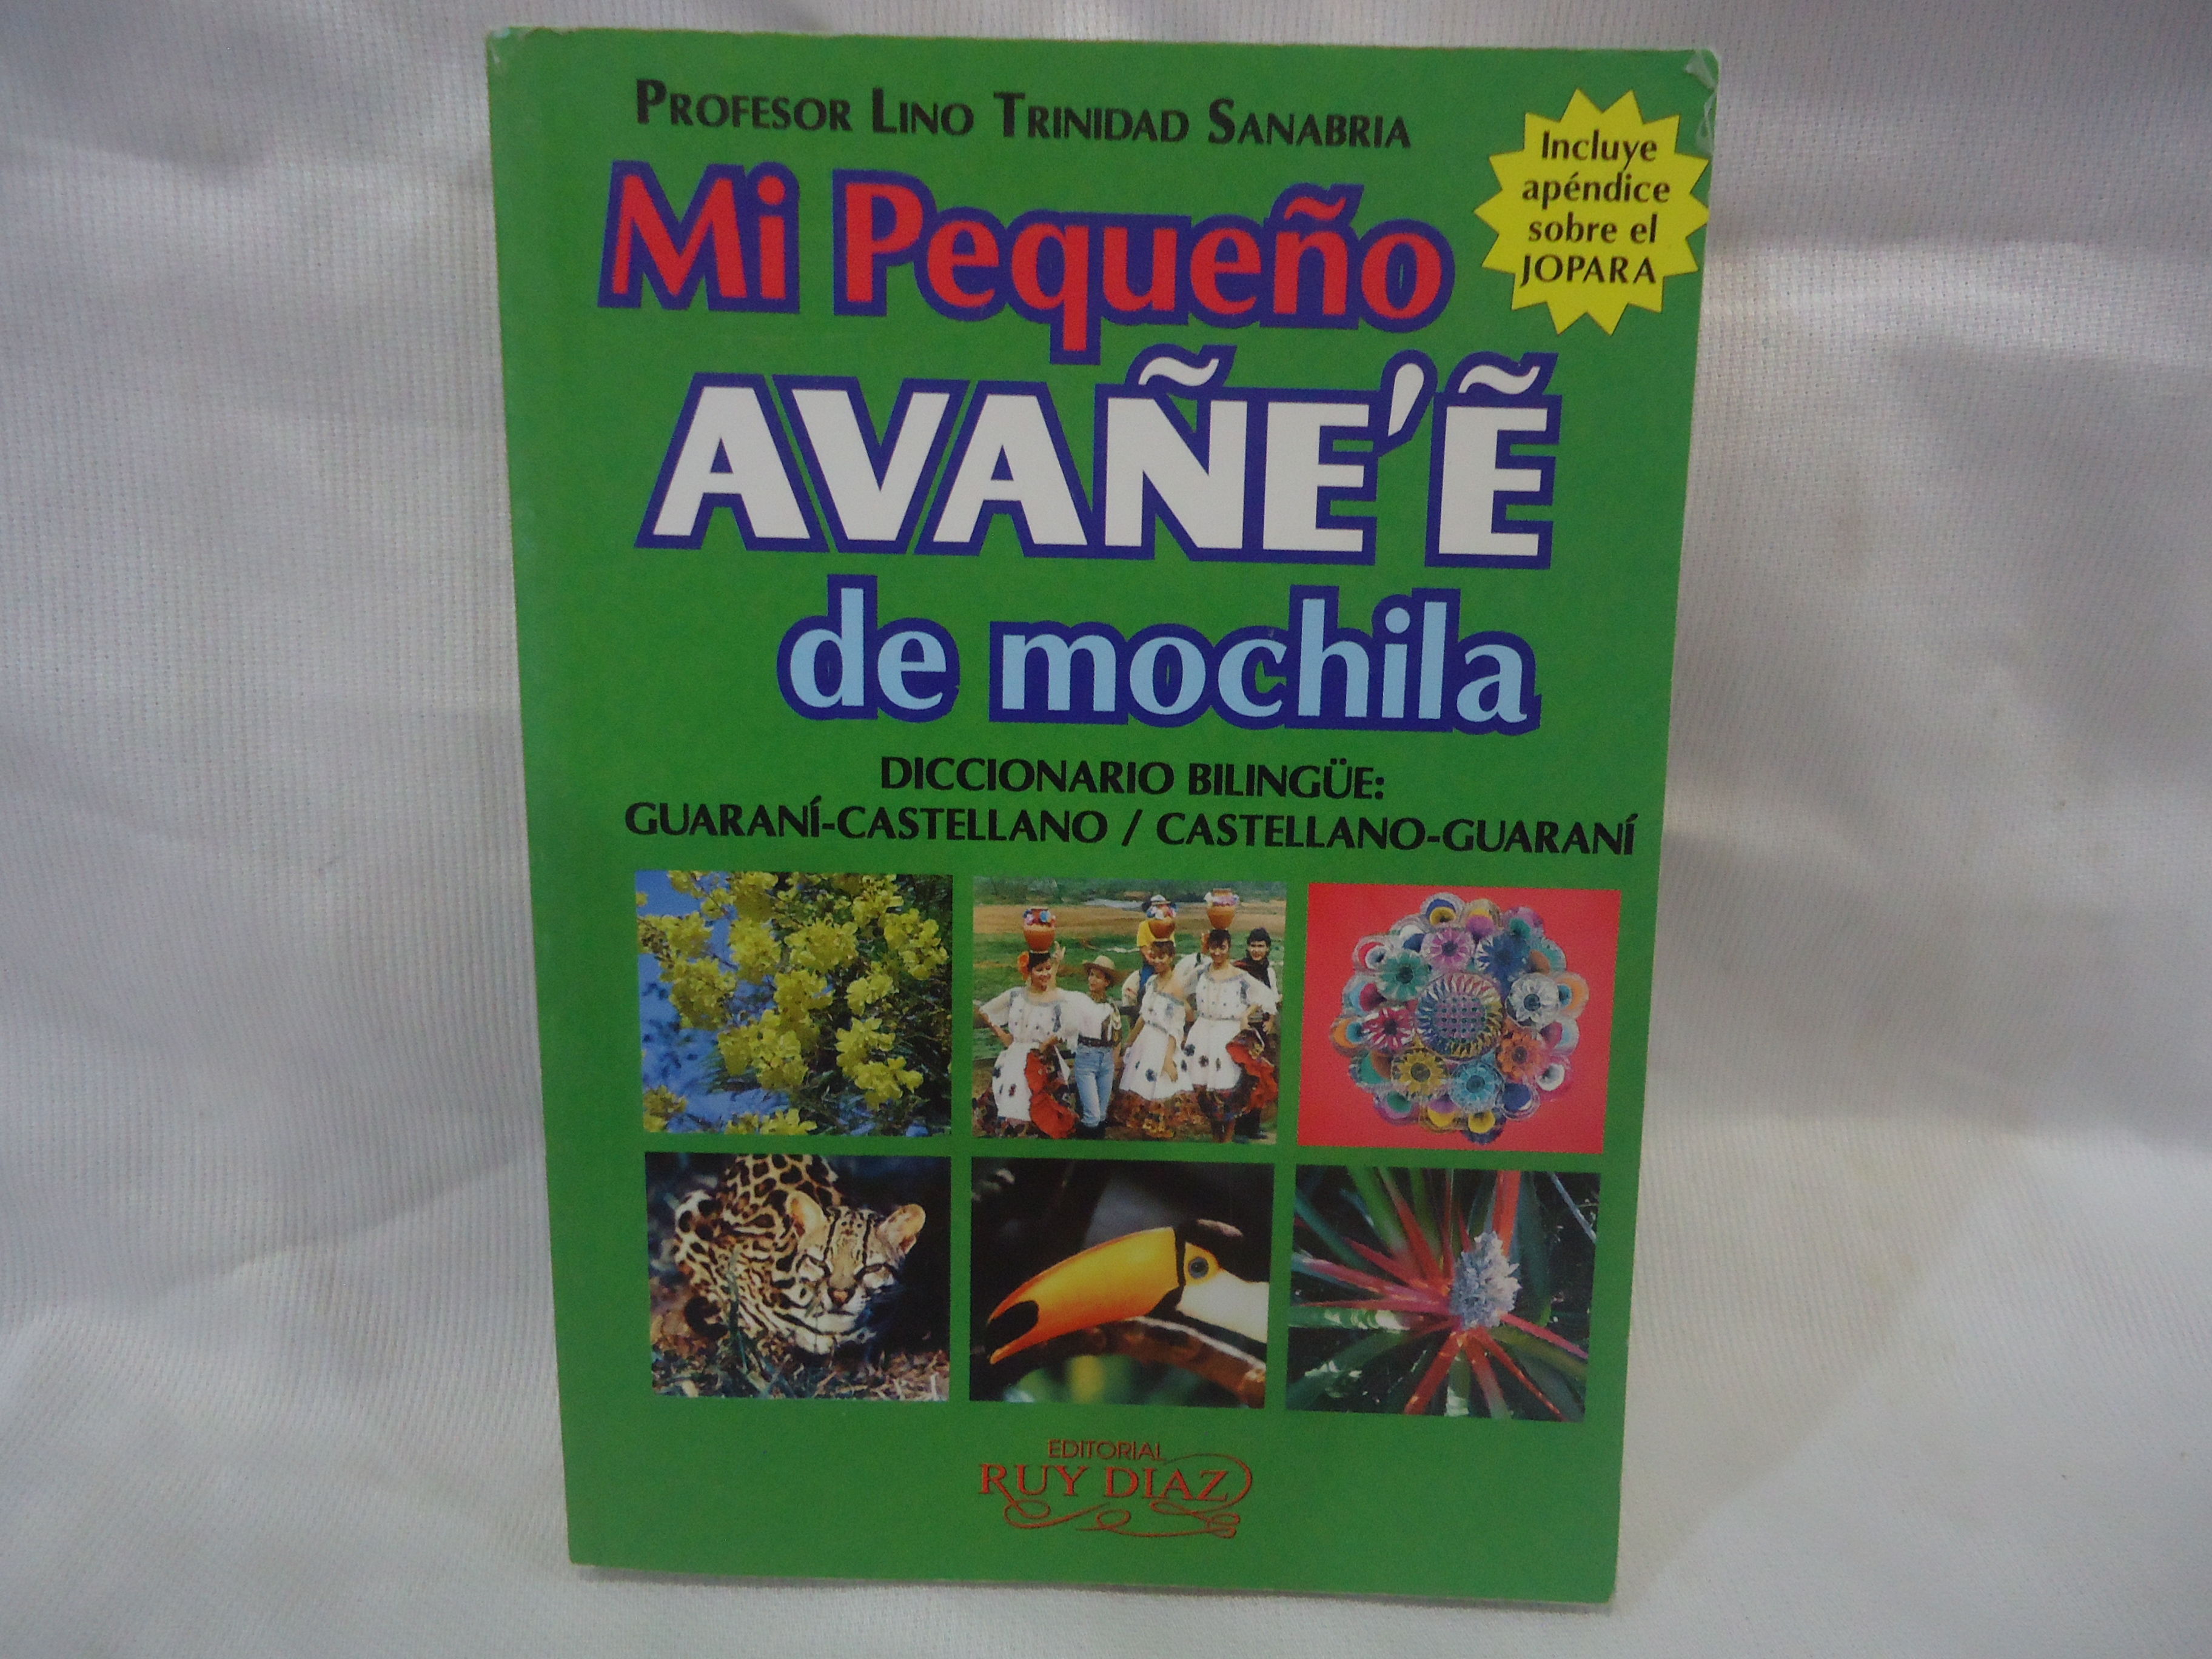 PROFESOR LINO TRINIDAD SANABRIA
Incluye
apéndice
sobre el
JOPARA
Mi Pequeño
AVAÑE'Ẽ
de mochila
DICCIONARIO BILINGÜE:
GUARANÍ-CASTELLANO / CASTELLANO-GUARANÍ
EDITORIAL
RUY DIAZ